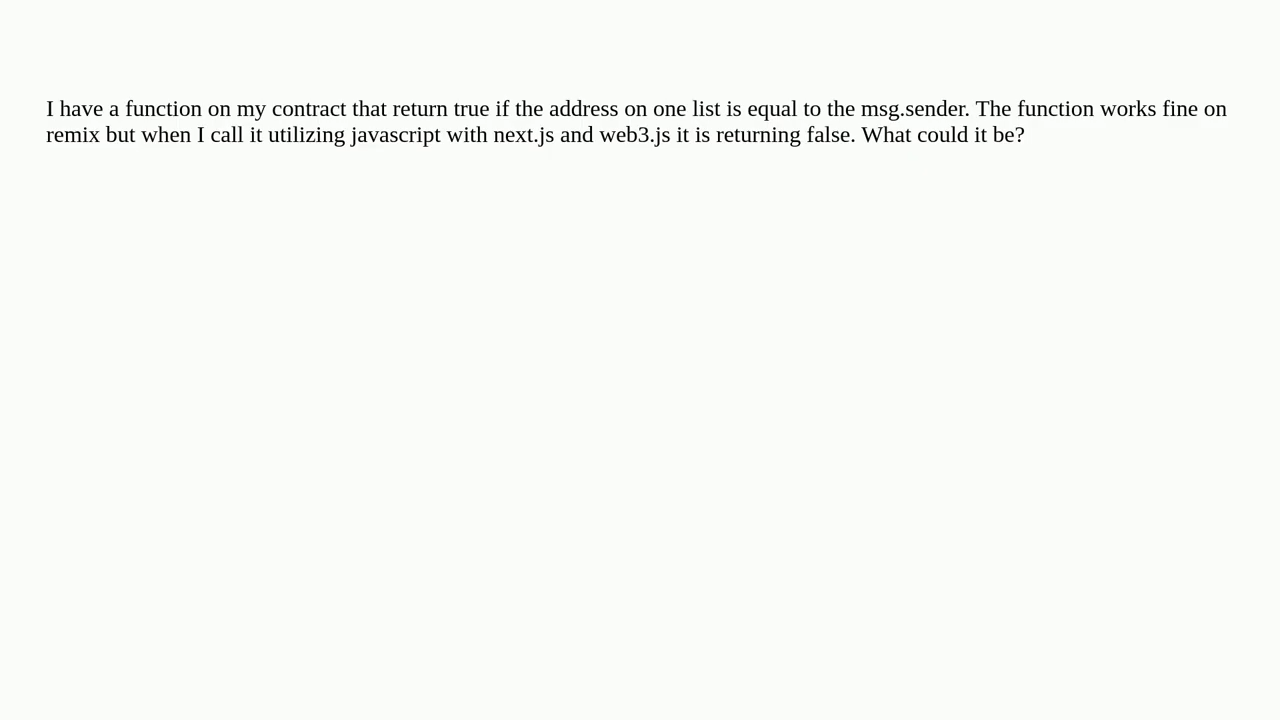 I have a function on my contract that return true if the address on one list is equal to the msg.sender. The function works fine on
remix but when I call it utilizing javascript with next.js and web3.js it is returning false. What could it be?